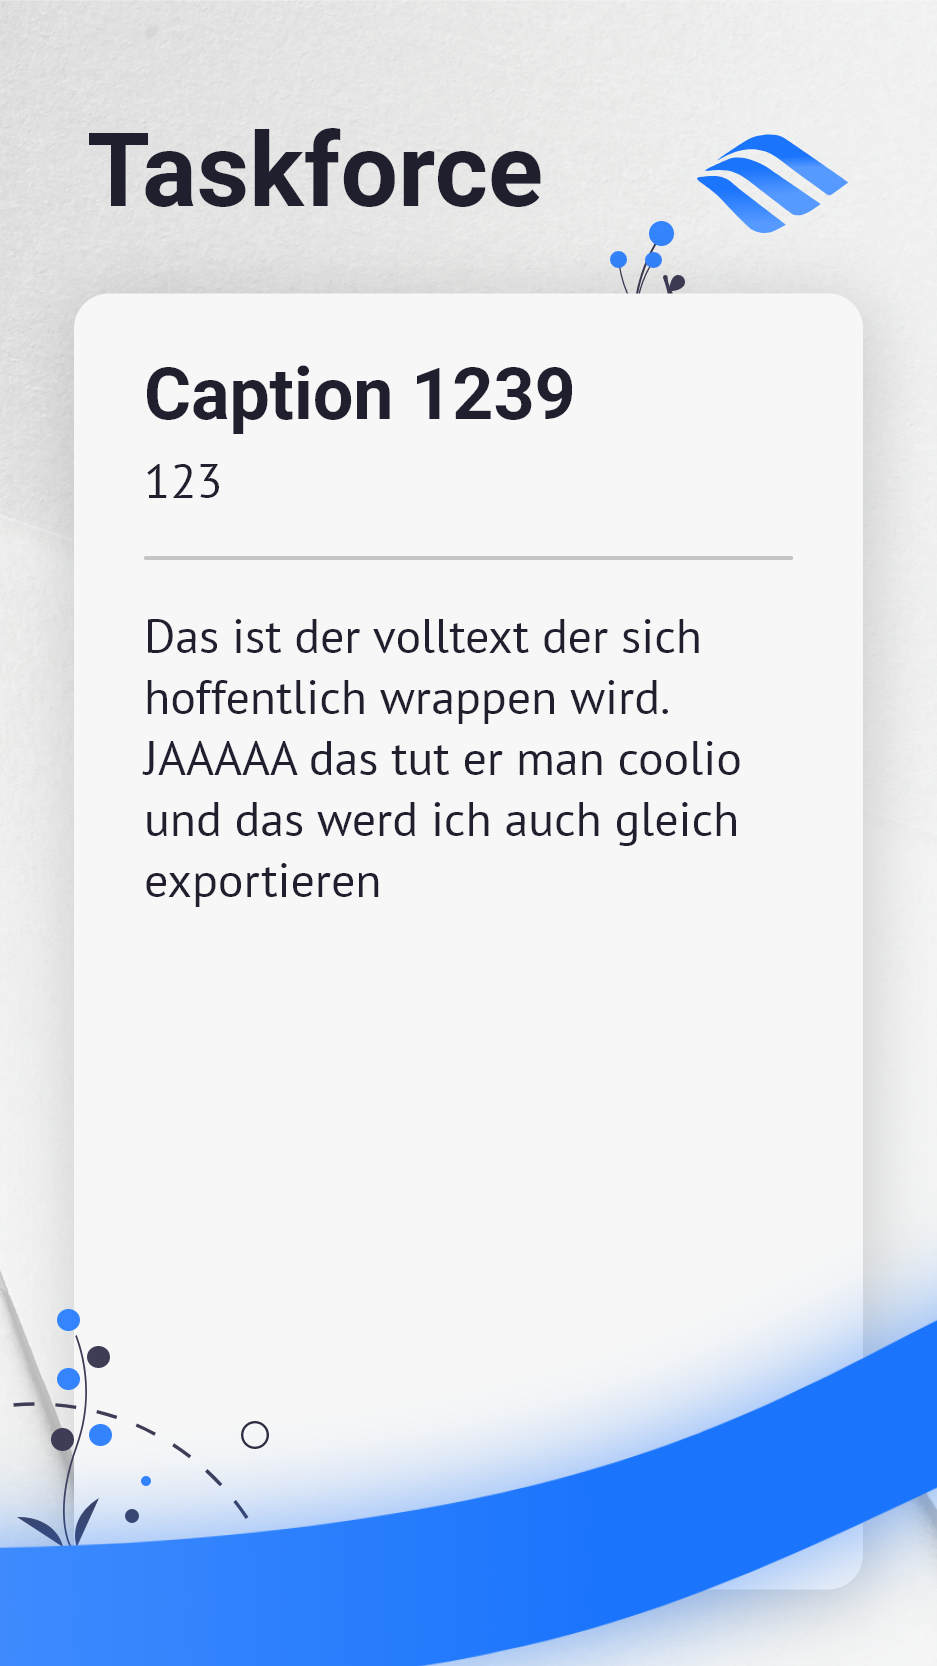 Taskforce
Caption 1239
123
Das ist der volltext der sich
hoffentlich wrappen wird.
JAAAAA das tut er man coolio
und das werd ich auch gleich
exportieren